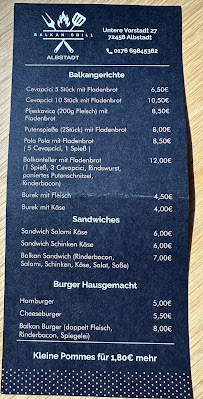 BALKAN GRILL
ALBSTADT
Untere Vorstadt 27
72458 Albstadt
0176 69845382
Balkangerichte
Cevapcici 5 Stück mit Fladenbrot 6,50€
Cevapcici 10 Stück mit Fladenbrot 10,50€
Pljeskavica (200g Fleisch) mit 8,50€
Fladenbrot
Putenspieße (2Stück) mit Fladenbrot 8,00€
Pola Pola mit Fladenbrot 8,50€
( 5 Cevapcici, 1 Spieß )
Balkanteller mit Fladenbrot 12,00€
(1 Spieß, 3 Cevapcici, Rindswurst,
paniertes Putenschnitzel,
Rinderbacon)
Burek mit Fleisch 4,50€
Burek mit Käse 4,00€
Sandwiches
Sandwich Salami Käse 6,00€
Sandwich Schinken Käse 6,00€
Balkan Sandwich (Rinderbacon, 7,00€
Salami, Schinken, Käse, Salat, Soße)
Burger Hausgemacht
Hamburger 5,00€
Cheeseburger 5,50€
Balkan Burger (doppelt Fleisch, 8,00€
Rinderbacon, Spiegelei)
Kleine Pommes für 1,80€ mehr